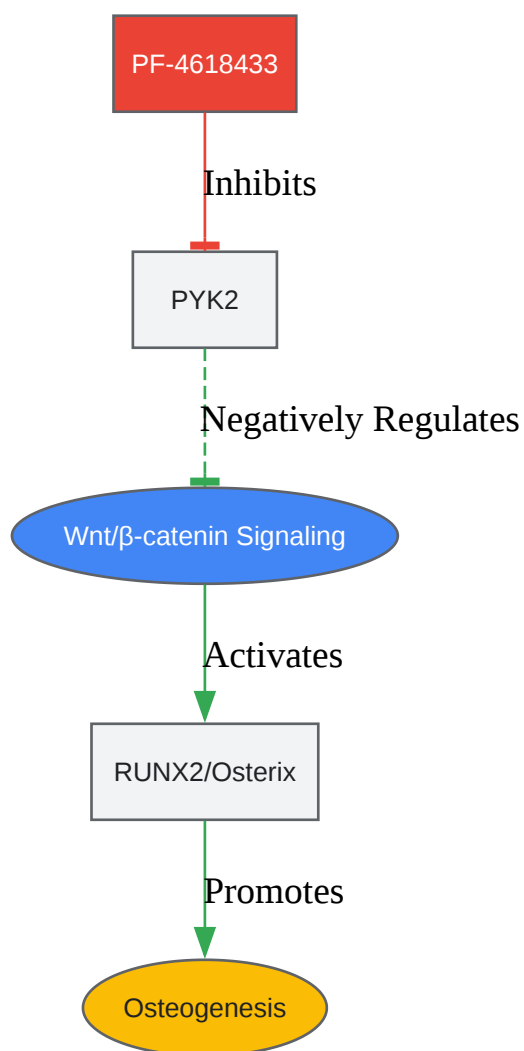 PF-4618433
Inhibits
PYK2
Negatively Regulates
Wnt/β-catenin Signaling
Activates
RUNX2/Osterix
Promotes
Osteogenesis